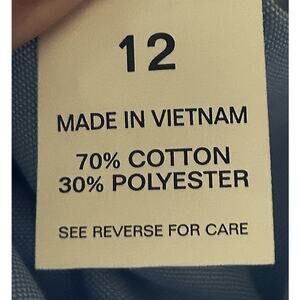 12
MADE IN VIETNAM
70% COTTON
30% POLYESTER
SEE REVERSE FOR CARE